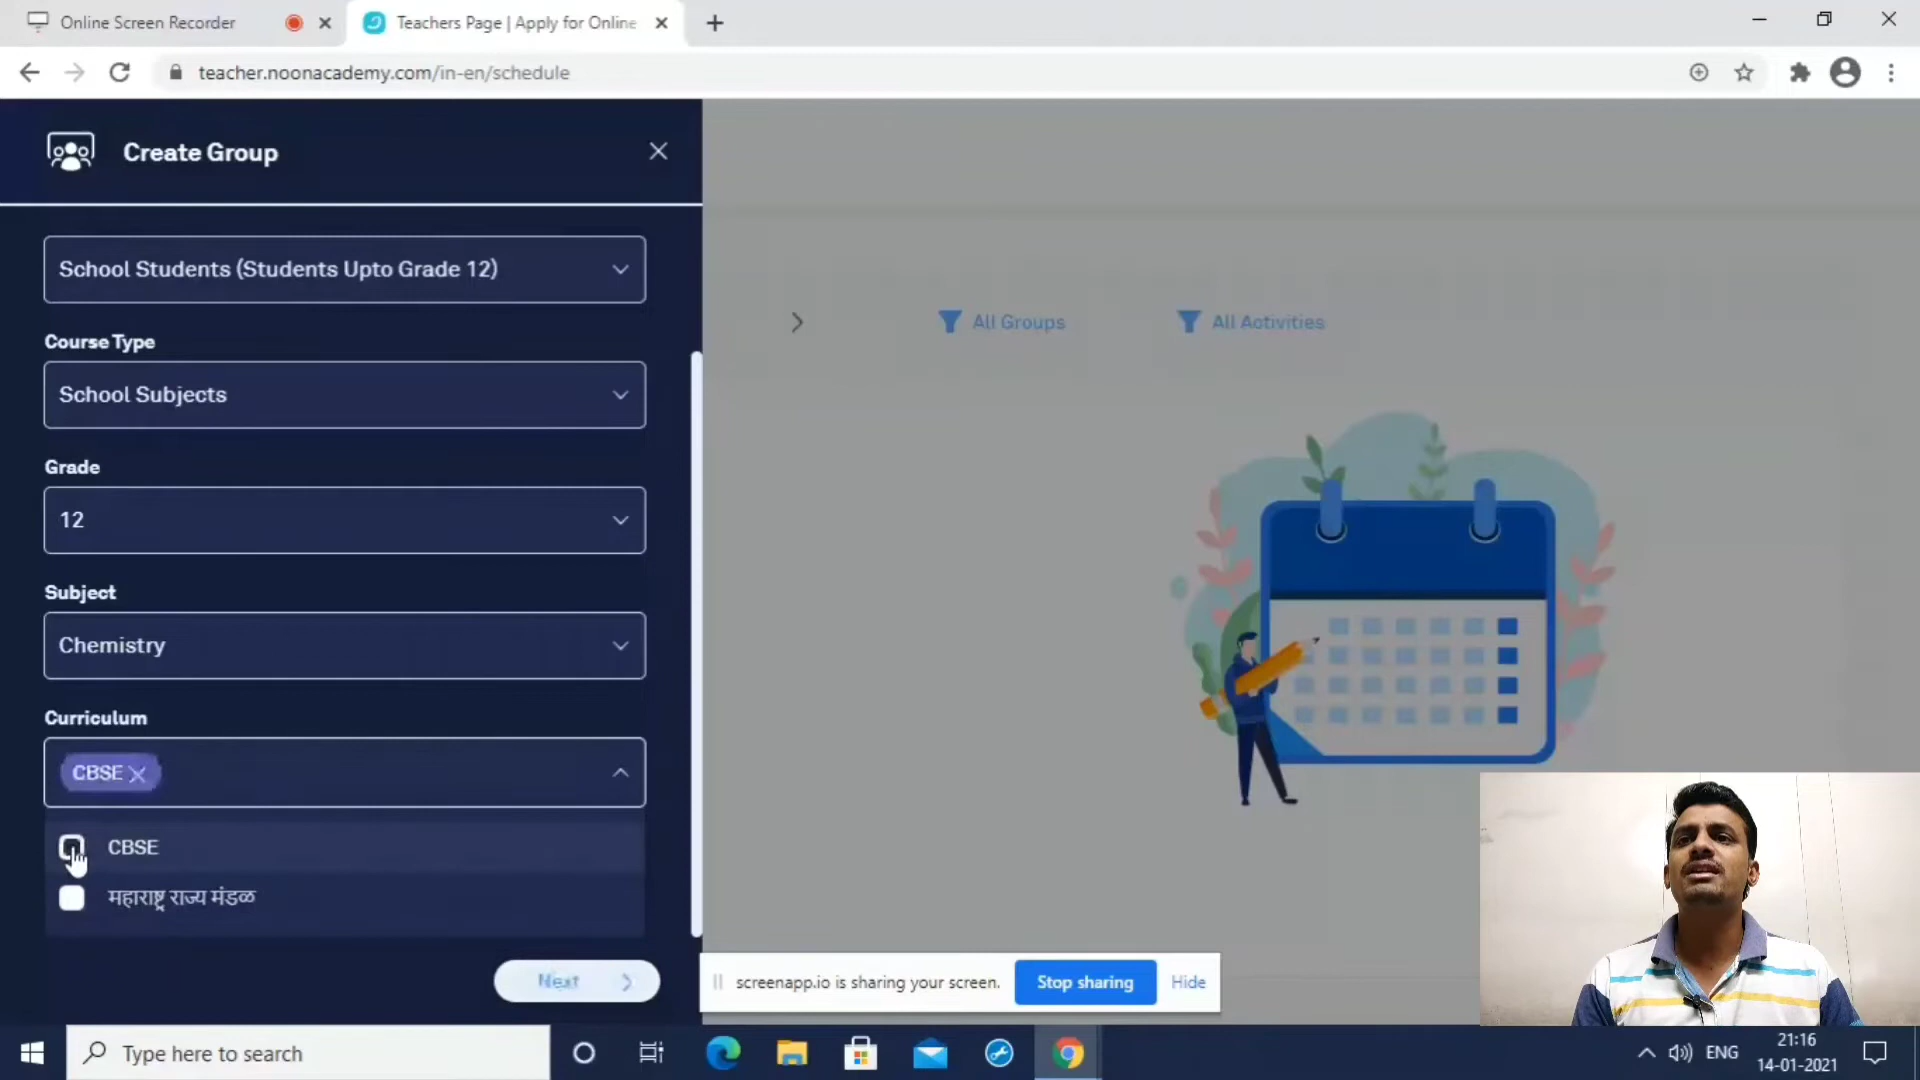 Online Screen Recorder
Teachers Page | Apply for Online
teacher.noonacademy.com/in-en/schedule
Create Group
School Students (Students Upto Grade 12)
Course Type
School Subjects
Grade
12
Subject
Chemistry
Curriculum
CBSE
CBSE
महाराष्ट्र राज्य मंडळ
Next
All Groups
All Activities
screenapp.io is sharing your screen.
Stop sharing
Hide
Type here to search
ENG
21:16
14-01-2021